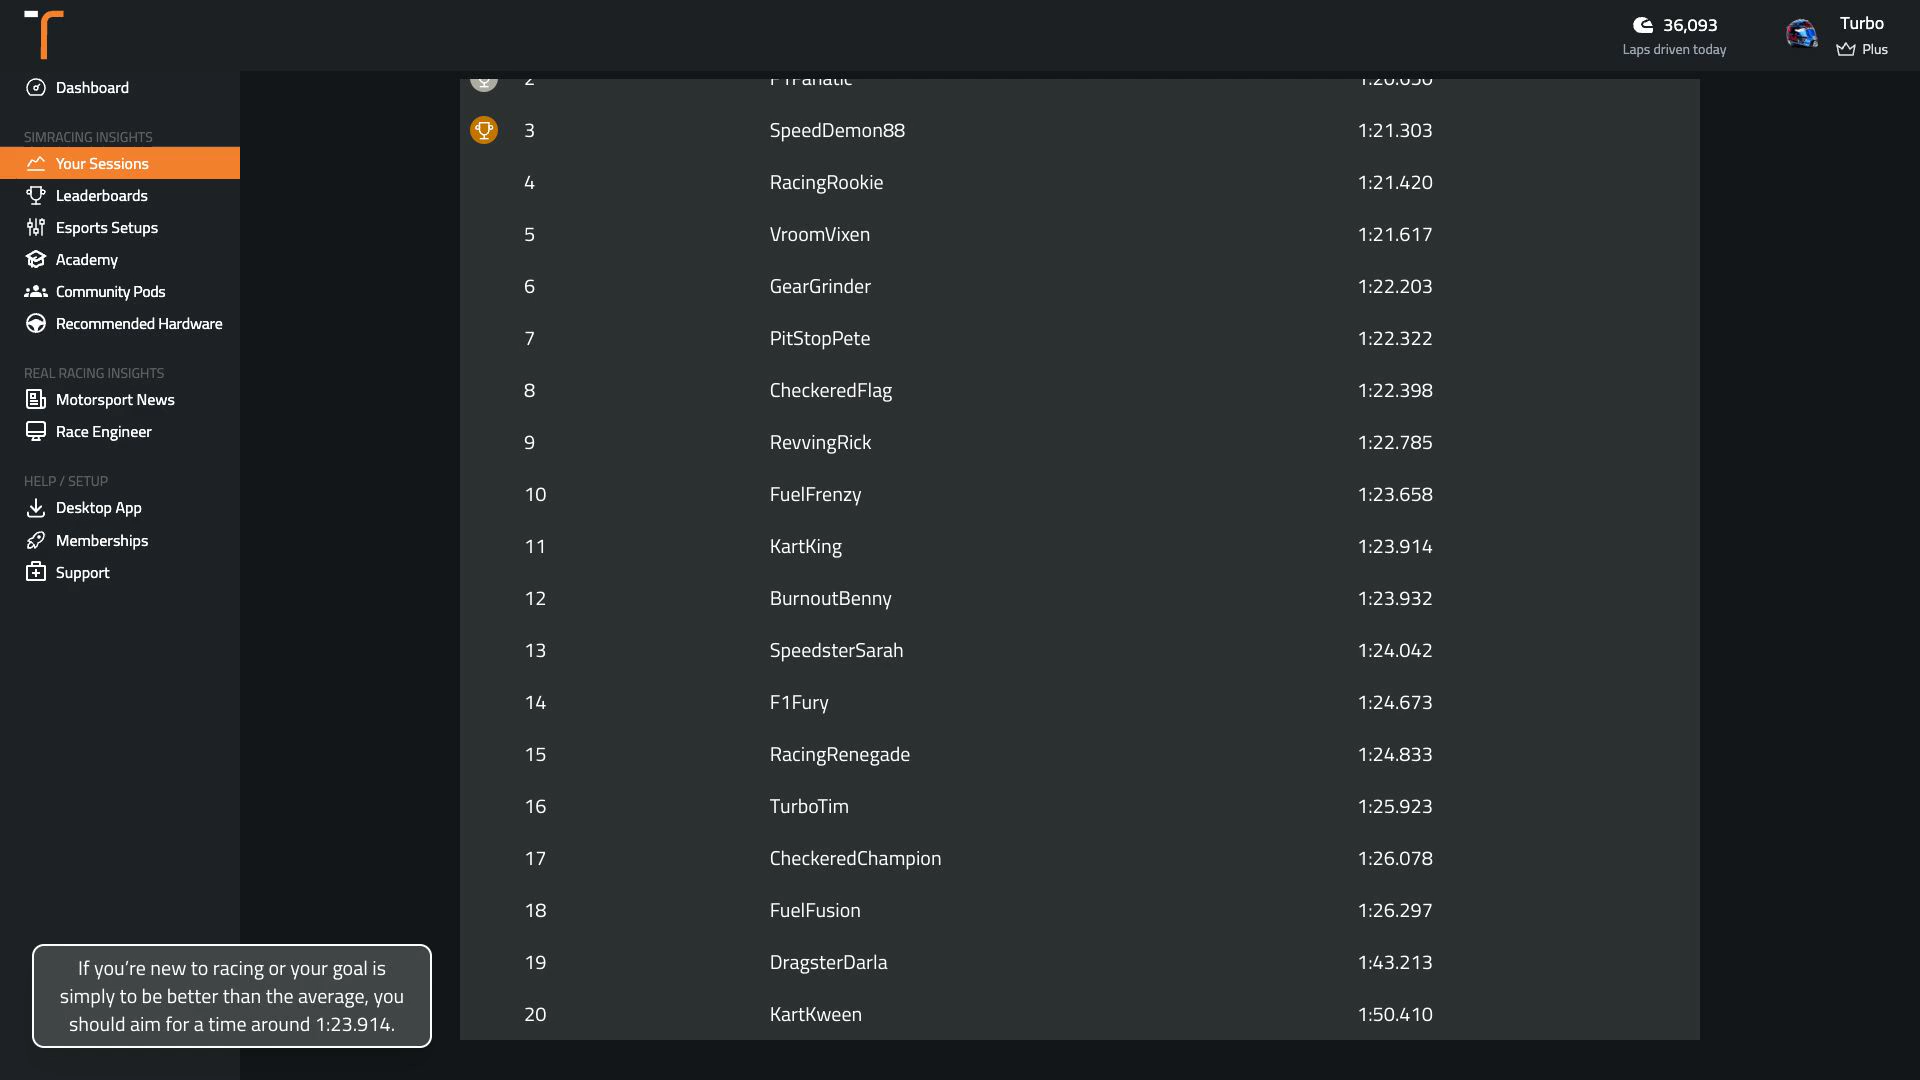 36,093
Laps driven today
Turbo
Plus
Dashboard
SIMRACING INSIGHTS
Your Sessions
Leaderboards
Esports Setups
Academy
Community Pods
Recommended Hardware
REAL RACING INSIGHTS
Motorsport News
Race Engineer
HELP / SETUP
Desktop App
Memberships
Support
2 F1Fanatic 1:20.650
3 SpeedDemon88 1:21.303
4 RacingRookie 1:21.420
5 VroomVixen 1:21.617
6 GearGrinder 1:22.203
7 PitStopPete 1:22.322
8 CheckeredFlag 1:22.398
9 RevvingRick 1:22.785
10 FuelFrenzy 1:23.658
11 KartKing 1:23.914
12 BurnoutBenny 1:23.932
13 SpeedsterSarah 1:24.042
14 F1Fury 1:24.673
15 RacingRenegade 1:24.833
16 TurboTim 1:25.923
17 CheckeredChampion 1:26.078
18 FuelFusion 1:26.297
19 DragsterDarla 1:43.213
20 KartKween 1:50.410
If you’re new to racing or your goal is
simply to be better than the average, you
should aim for a time around 1:23.914.